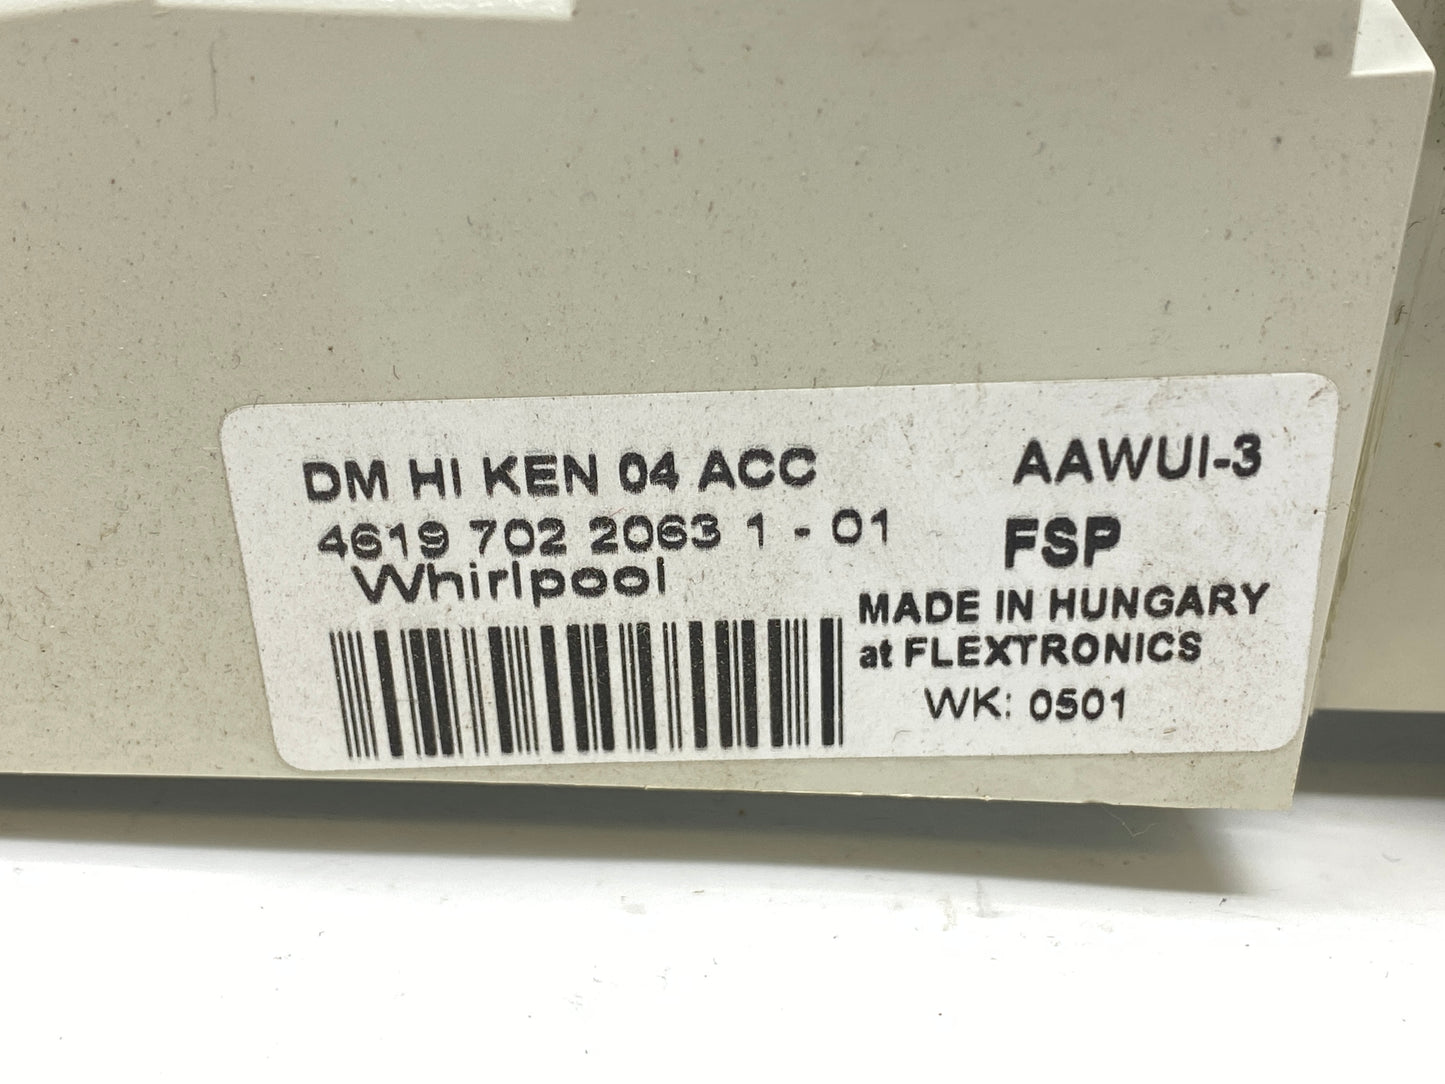 DM HI KEN 04 ACC
4619 702 2063 1 - 01
Whirlpool
AAWUI-3
FSP
MADE IN HUNGARY
at FLEXTRONICS
WK: 0501